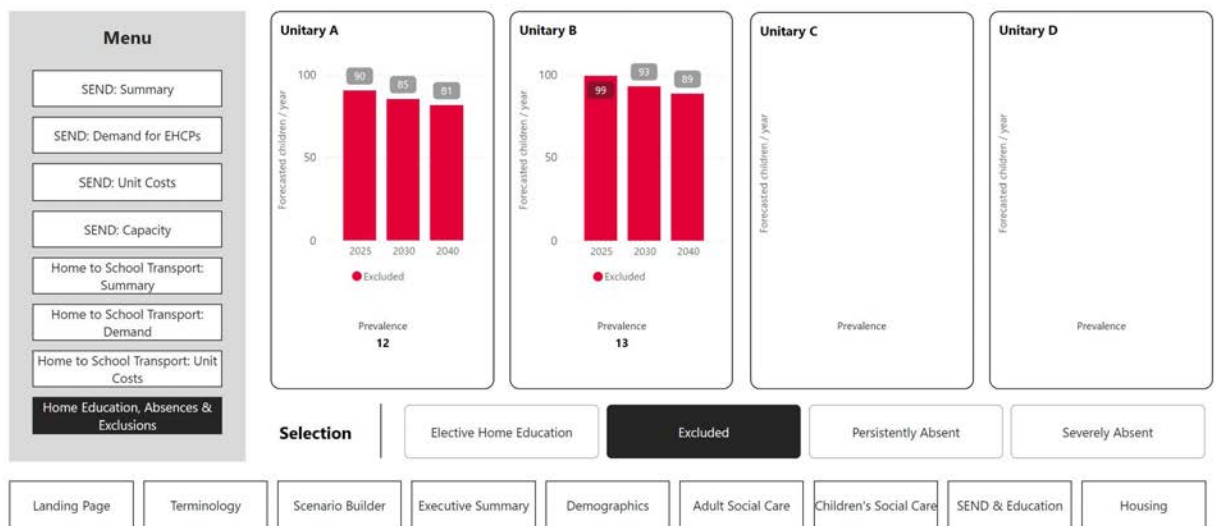 Menu
SEND: Summary
SEND: Demand for EHCPs
SEND: Unit Costs
SEND: Capacity
Home to School Transport:
Summary
Home to School Transport:
Demand
Home to School Transport: Unit
Costs
Home Education, Absences &
Exclusions
Unitary A
Forecasted children / year
100
50
0
90
85
81
2025 2030 2040
Excluded
Prevalence
12
Unitary B
Forecasted children / year
100
50
0
99
93
89
2025 2030 2040
Excluded
Prevalence
13
Unitary C
Forecasted children / year
Prevalence
Unitary D
Forecasted children / year
Prevalence
Selection
Elective Home Education
Excluded
Persistently Absent
Severely Absent
Landing Page
Terminology
Scenario Builder
Executive Summary
Demographics
Adult Social Care
Children's Social Care
SEND & Education
Housing